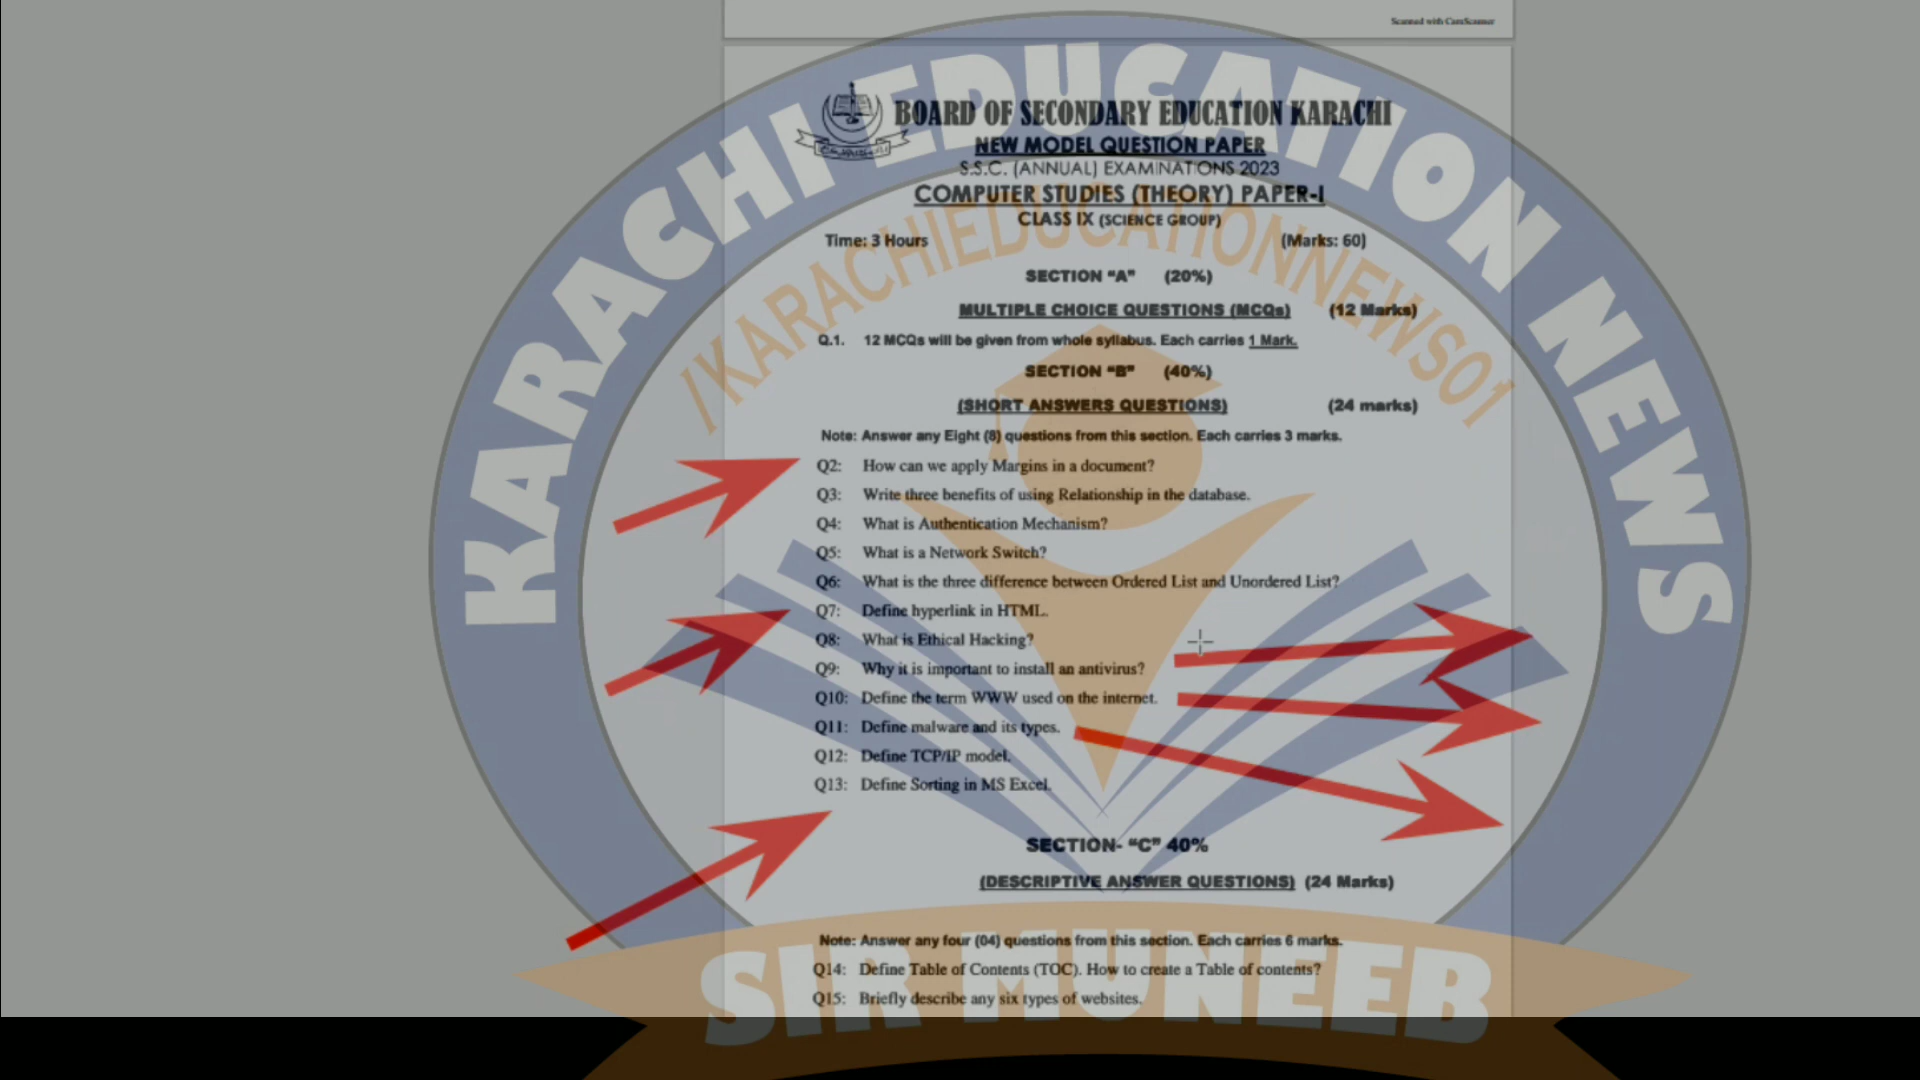 Scanned with CamScanner
BOARD OF SECONDARY EDUCATION KARACHI
NEW MODEL QUESTION PAPER
S.S.C. (ANNUAL) EXAMINATIONS 2023
COMPUTER STUDIES (THEORY) PAPER-I
CLASS IX (SCIENCE GROUP)
Time: 3 Hours (Marks: 60)
SECTION "A" (20%)
MULTIPLE CHOICE QUESTIONS (MCQs) (12 Marks)
Q.1. 12 MCQs will be given from whole syllabus. Each carries 1 Mark.
SECTION "B" (40%)
(SHORT ANSWERS QUESTIONS) (24 marks)
Note: Answer any Eight (8) questions from this section. Each carries 3 marks.
Q2: How can we apply Margins in a document?
Q3: Write three benefits of using Relationship in the database.
Q4: What is Authentication Mechanism?
Q5: What is a Network Switch?
Q6: What is the three difference between Ordered List and Unordered List?
Q7: Define hyperlink in HTML.
Q8: What is Ethical Hacking?
Q9: Why it is important to install an antivirus?
Q10: Define the term WWW used on the internet.
Q11: Define malware and its types.
Q12: Define TCP/IP model.
Q13: Define Sorting in MS Excel.
SECTION- "C" 40%
(DESCRIPTIVE ANSWER QUESTIONS) (24 Marks)
Note: Answer any four (04) questions from this section. Each carries 6 marks.
Q14: Define Table of Contents (TOC). How to create a Table of contents?
Q15: Briefly describe any six types of websites.
KARACHI EDUCATION NEWS
/KARACHIEDUCATIONNEWS01
SIR MUNEEB